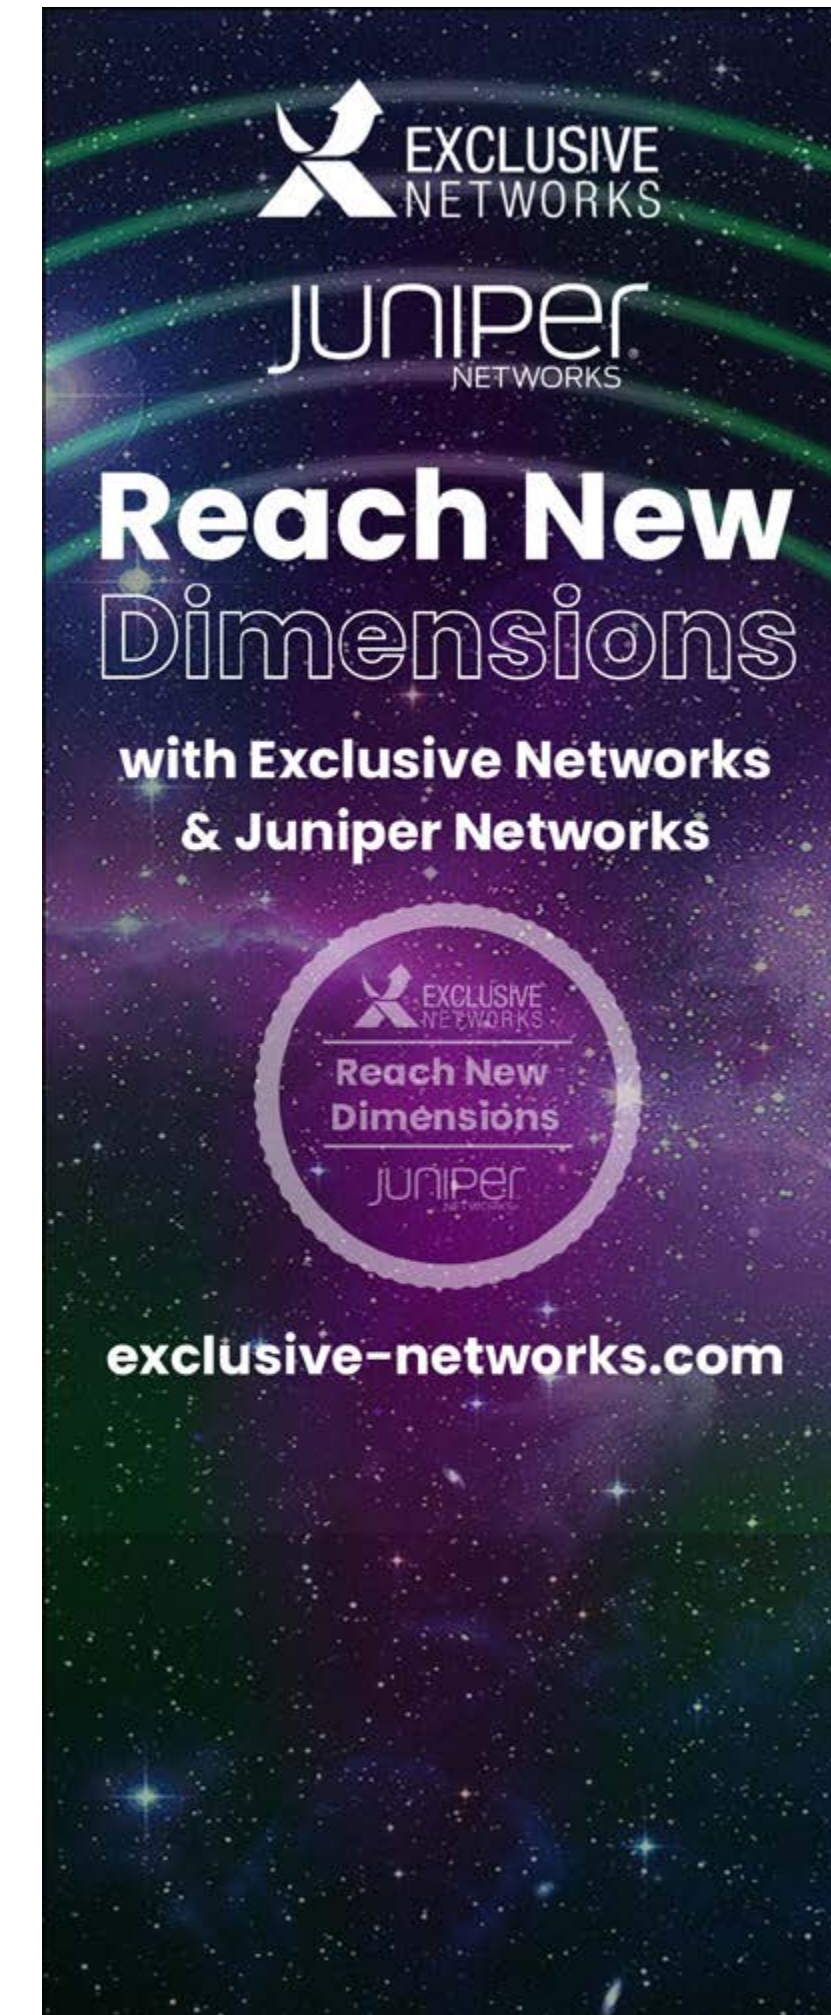 EXCLUSIVE
NETWORKS
JUNIPer
NETWORKS
Reach New
Dimensions
with Exclusive Networks
& Juniper Networks
EXCLUSIVE
NETWORKS
Reach New
Dimensions
JUNIPer
NETWORKS
exclusive-networks.com